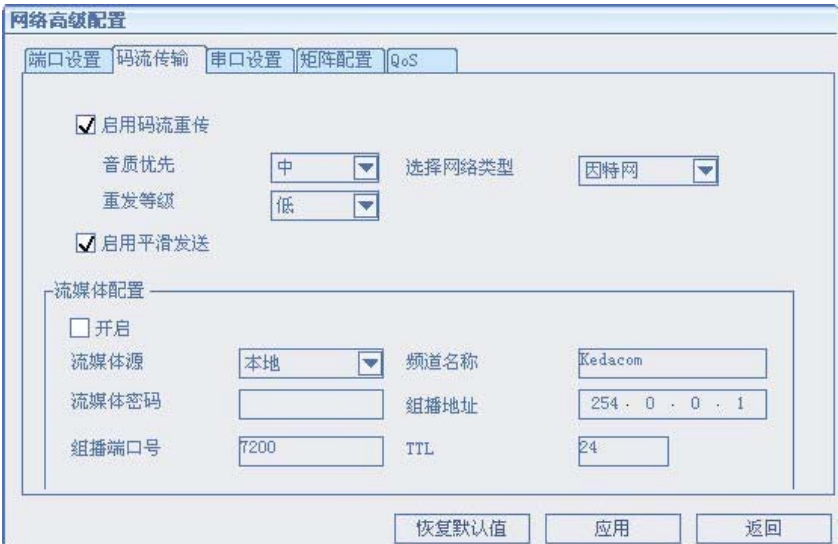 网络高级配置
端口设置 码流传输 串口设置 矩阵配置 QoS
启用码流重传
音质优先 中 选择网络类型 因特网
重发等级 低
启用平滑发送
流媒体配置
开启
流媒体源 本地 频道名称 Kedacom
流媒体密码 组播地址 254 . 0 . 0 . 1
组播端口号 7200 TTL 24
恢复默认值 应用 返回